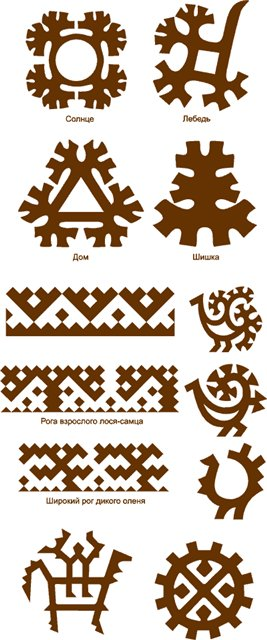 Солнце
Лебедь
Дом
Шишка
Рога взрослого лося-самца
Широкий рог дикого оленя